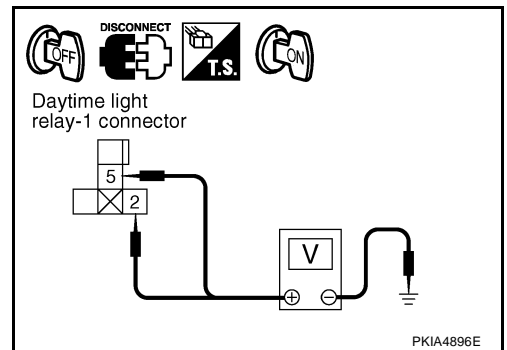 OFF
DISCONNECT
T.S.
ON
Daytime light
relay-1 connector
5
2
V
PKIA4896E